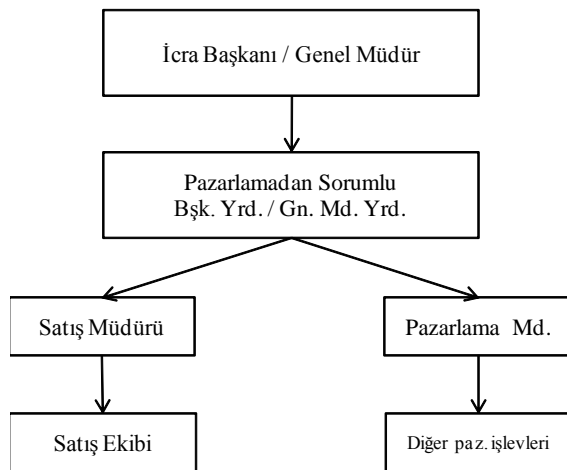 İcra Başkanı / Genel Müdür
Pazarlamadan Sorumlu
Bşk. Yrd. / Gn. Md. Yrd.
Satış Müdürü
Pazarlama Md.
Satış Ekibi
Diğer paz. işlevleri